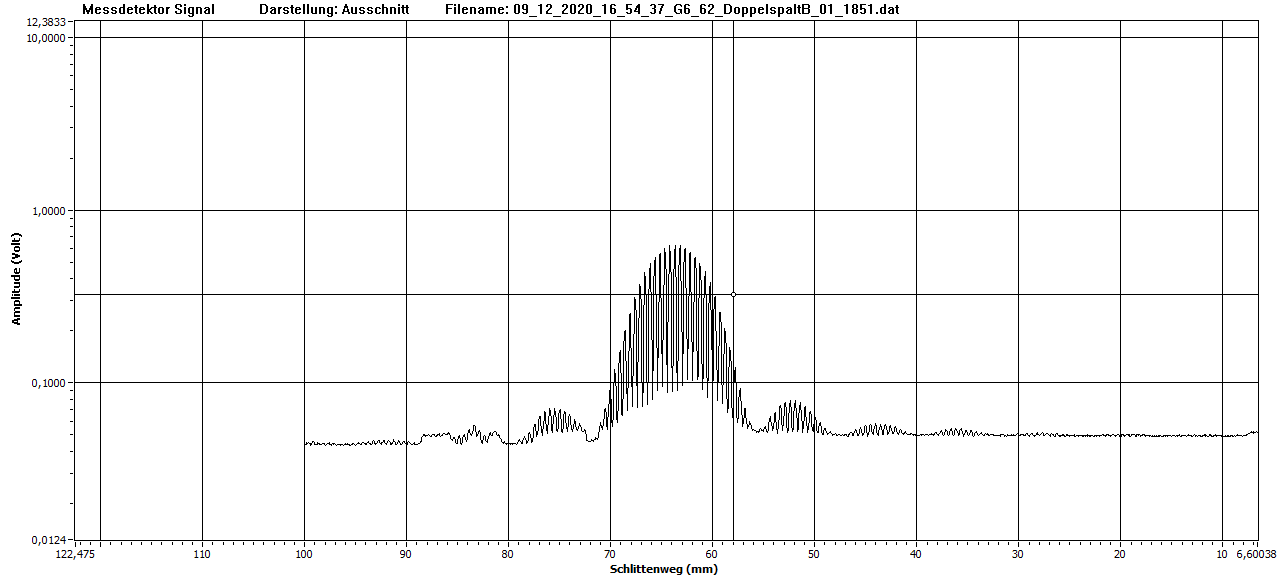 Messdetektor Signal Darstellung: Ausschnitt Filename: 09_12_2020_16_54_37_G6_62_DoppelspaltB_01_1851.dat
12,3833
10,0000
1,0000
Amplitude (Volt)
0,1000
0,0124
122,475 110 100 90 80 70 60 50 40 30 20 10 6,60038
Schlittenweg (mm)